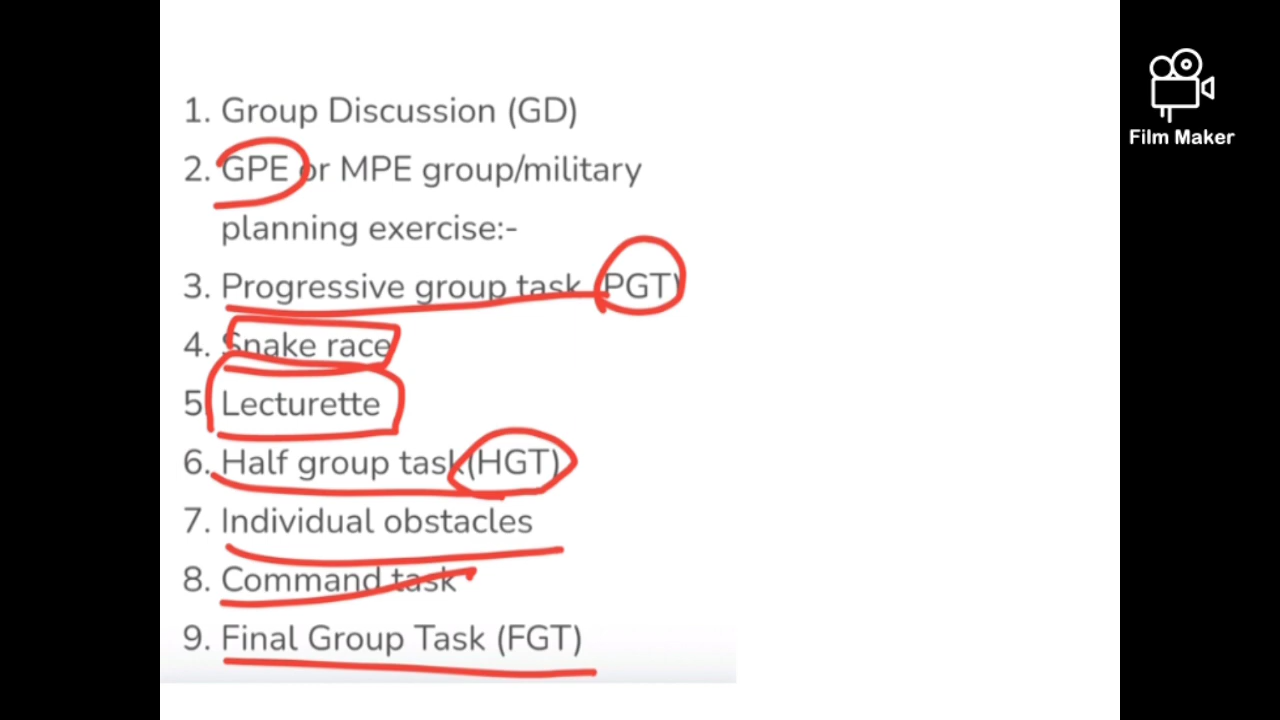 1. Group Discussion (GD)
2. GPE or MPE group/military
planning exercise:-
3. Progressive group task (PGT)
4. Snake race
5. Lecturette
6. Half group task(HGT)
7. Individual obstacles
8. Command task
9. Final Group Task (FGT)
Film Maker